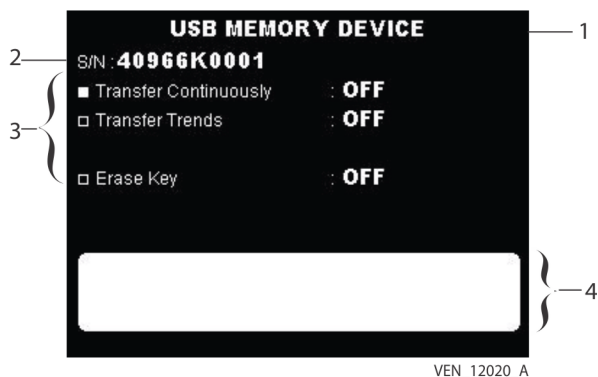 USB MEMORY DEVICE 1
2 S/N : 40966K0001
Transfer Continuously : OFF
3 Transfer Trends : OFF
Erase Key : OFF
4
VEN 12020 A